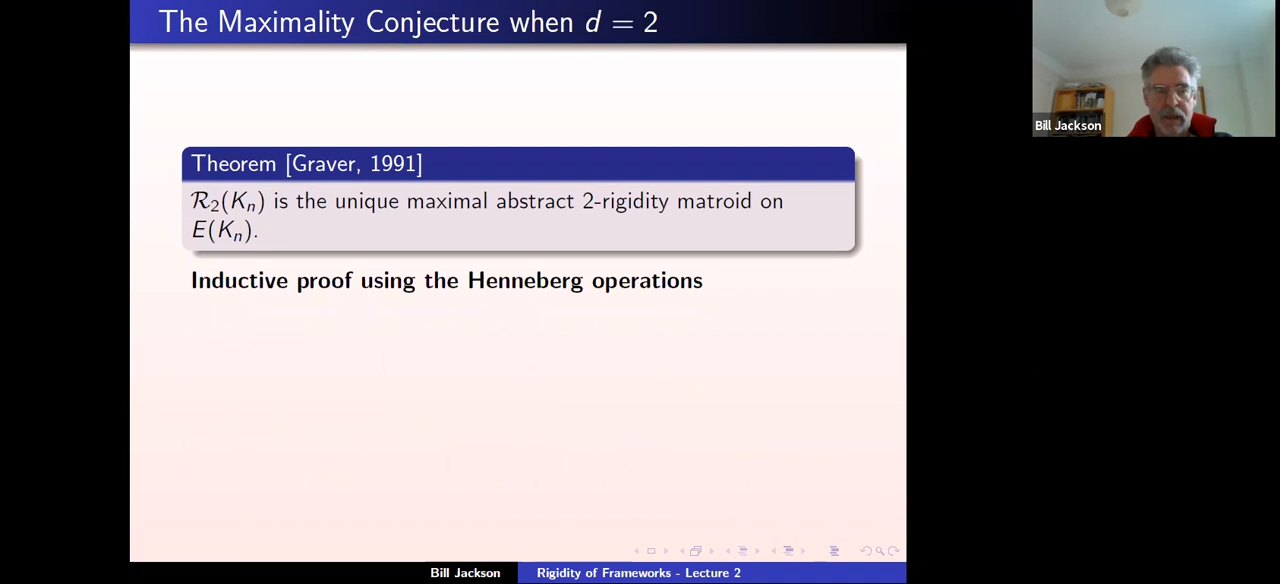 The Maximality Conjecture when d = 2
Bill Jackson
Theorem [Graver, 1991]
ℛ₂(Kₙ) is the unique maximal abstract 2-rigidity matroid on
E(Kₙ).
Inductive proof using the Henneberg operations
Bill Jackson
Rigidity of Frameworks - Lecture 2